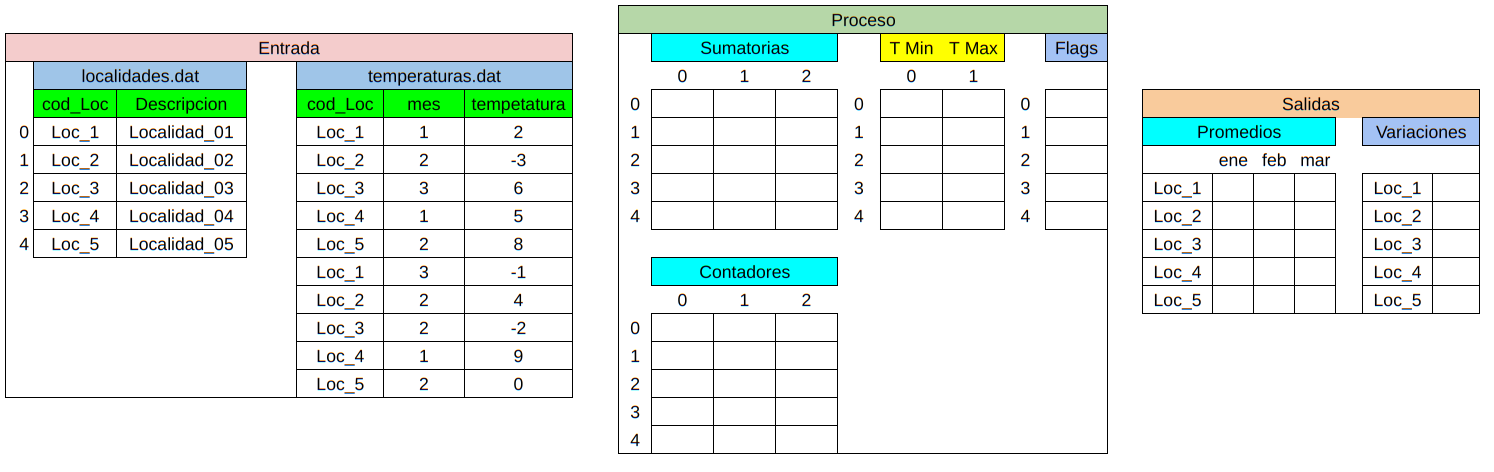 Entrada
localidades.dat temperaturas.dat
cod_Loc Descripcion cod_Loc mes tempetatura
0 Loc_1 Localidad_01 Loc_1 1 2
1 Loc_2 Localidad_02 Loc_2 2 -3
2 Loc_3 Localidad_03 Loc_3 3 6
3 Loc_4 Localidad_04 Loc_4 1 5
4 Loc_5 Localidad_05 Loc_5 2 8
Loc_1 3 -1
Loc_2 2 4
Loc_3 2 -2
Loc_4 1 9
Loc_5 2 0
Proceso
Sumatorias T Min T Max Flags
0 1 2 0 1
0 0 0
1 1 1
2 2 2
3 3 3
4 4 4
Contadores
0 1 2
0
1
2
3
4
Salidas
Promedios Variaciones
ene feb mar
Loc_1 Loc_1
Loc_2 Loc_2
Loc_3 Loc_3
Loc_4 Loc_4
Loc_5 Loc_5